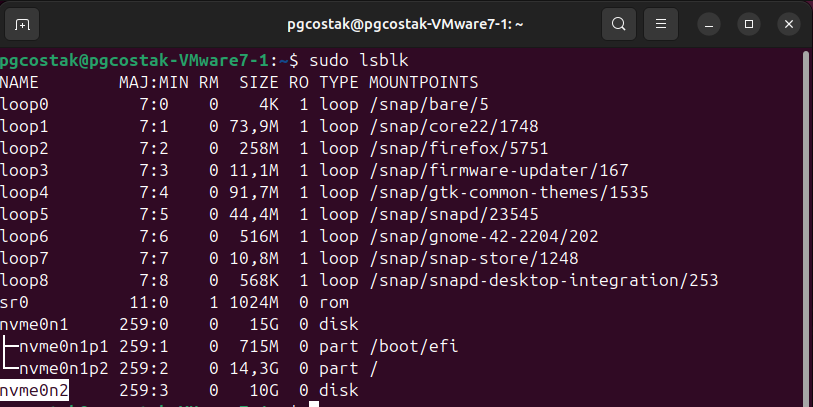 pgcostak@pgcostak-VMware7-1: ~
pgcostak@pgcostak-VMware7-1:~$ sudo lsblk
NAME        MAJ:MIN RM   SIZE RO TYPE MOUNTPOINTS
loop0         7:0    0     4K  1 loop /snap/bare/5
loop1         7:1    0  73,9M  1 loop /snap/core22/1748
loop2         7:2    0   258M  1 loop /snap/firefox/5751
loop3         7:3    0  11,1M  1 loop /snap/firmware-updater/167
loop4         7:4    0  91,7M  1 loop /snap/gtk-common-themes/1535
loop5         7:5    0  44,4M  1 loop /snap/snapd/23545
loop6         7:6    0   516M  1 loop /snap/gnome-42-2204/202
loop7         7:7    0  10,8M  1 loop /snap/snap-store/1248
loop8         7:8    0   568K  1 loop /snap/snapd-desktop-integration/253
sr0          11:0    1  1024M  0 rom
nvme0n1     259:0    0    15G  0 disk
├─nvme0n1p1 259:1    0   715M  0 part /boot/efi
└─nvme0n1p2 259:2    0  14,3G  0 part /
nvme0n2     259:3    0    10G  0 disk